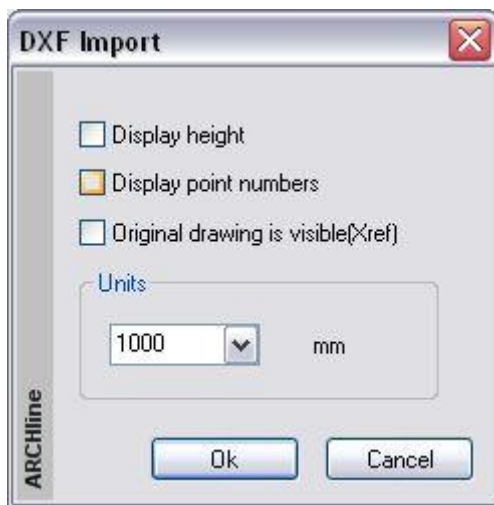 DXF Import
Display height
Display point numbers
Original drawing is visible(Xref)
Units
1000 mm
ARCHline
Ok Cancel